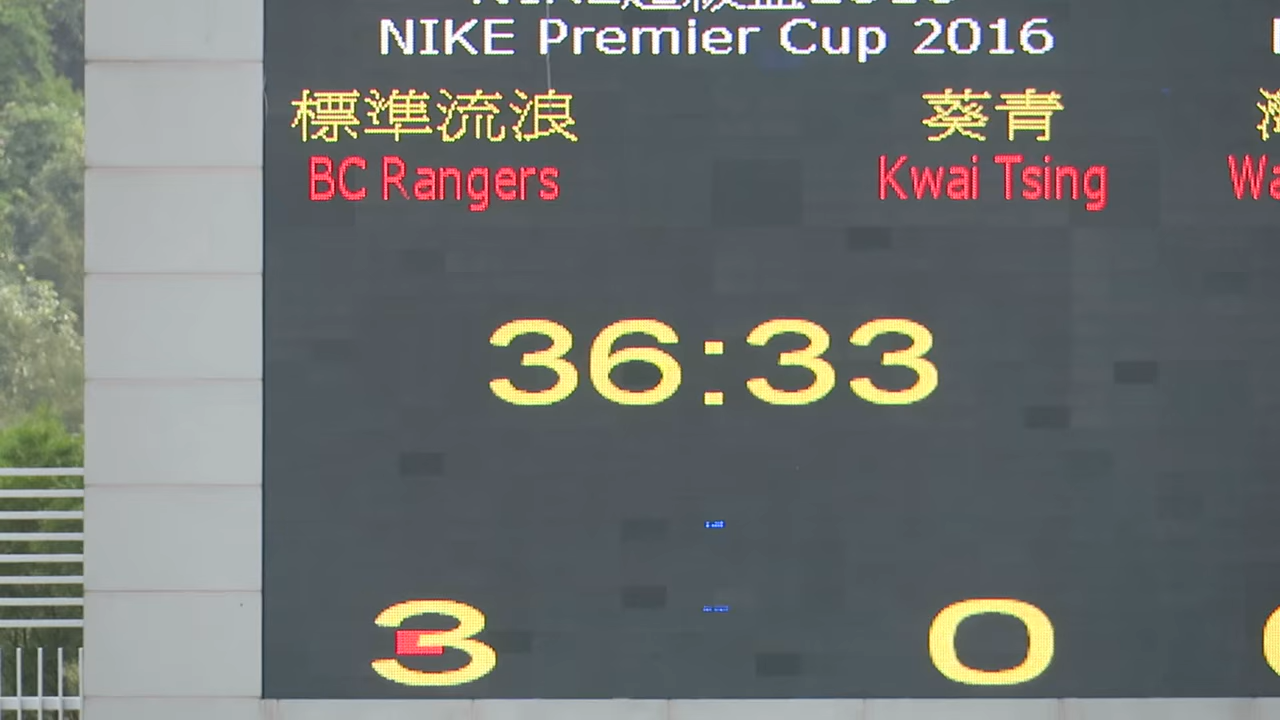 NIKE Premier Cup 2016
標準流浪 葵青
BC Rangers Kwai Tsing
36:33
3 0